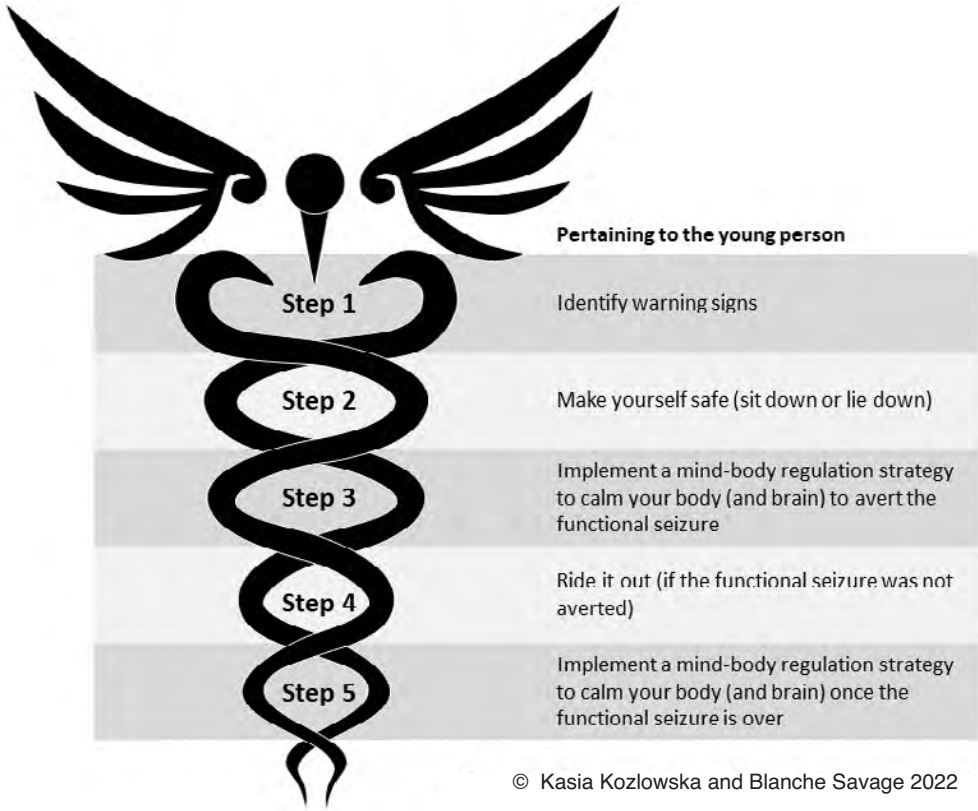 Pertaining to the young person
Step 1
Identify warning signs
Step 2
Make yourself safe (sit down or lie down)
Step 3
Implement a mind-body regulation strategy
to calm your body (and brain) to avert the
functional seizure
Step 4
Ride it out (if the functional seizure was not
averted)
Step 5
Implement a mind-body regulation strategy
to calm your body (and brain) once the
functional seizure is over
© Kasia Kozlowska and Blanche Savage 2022